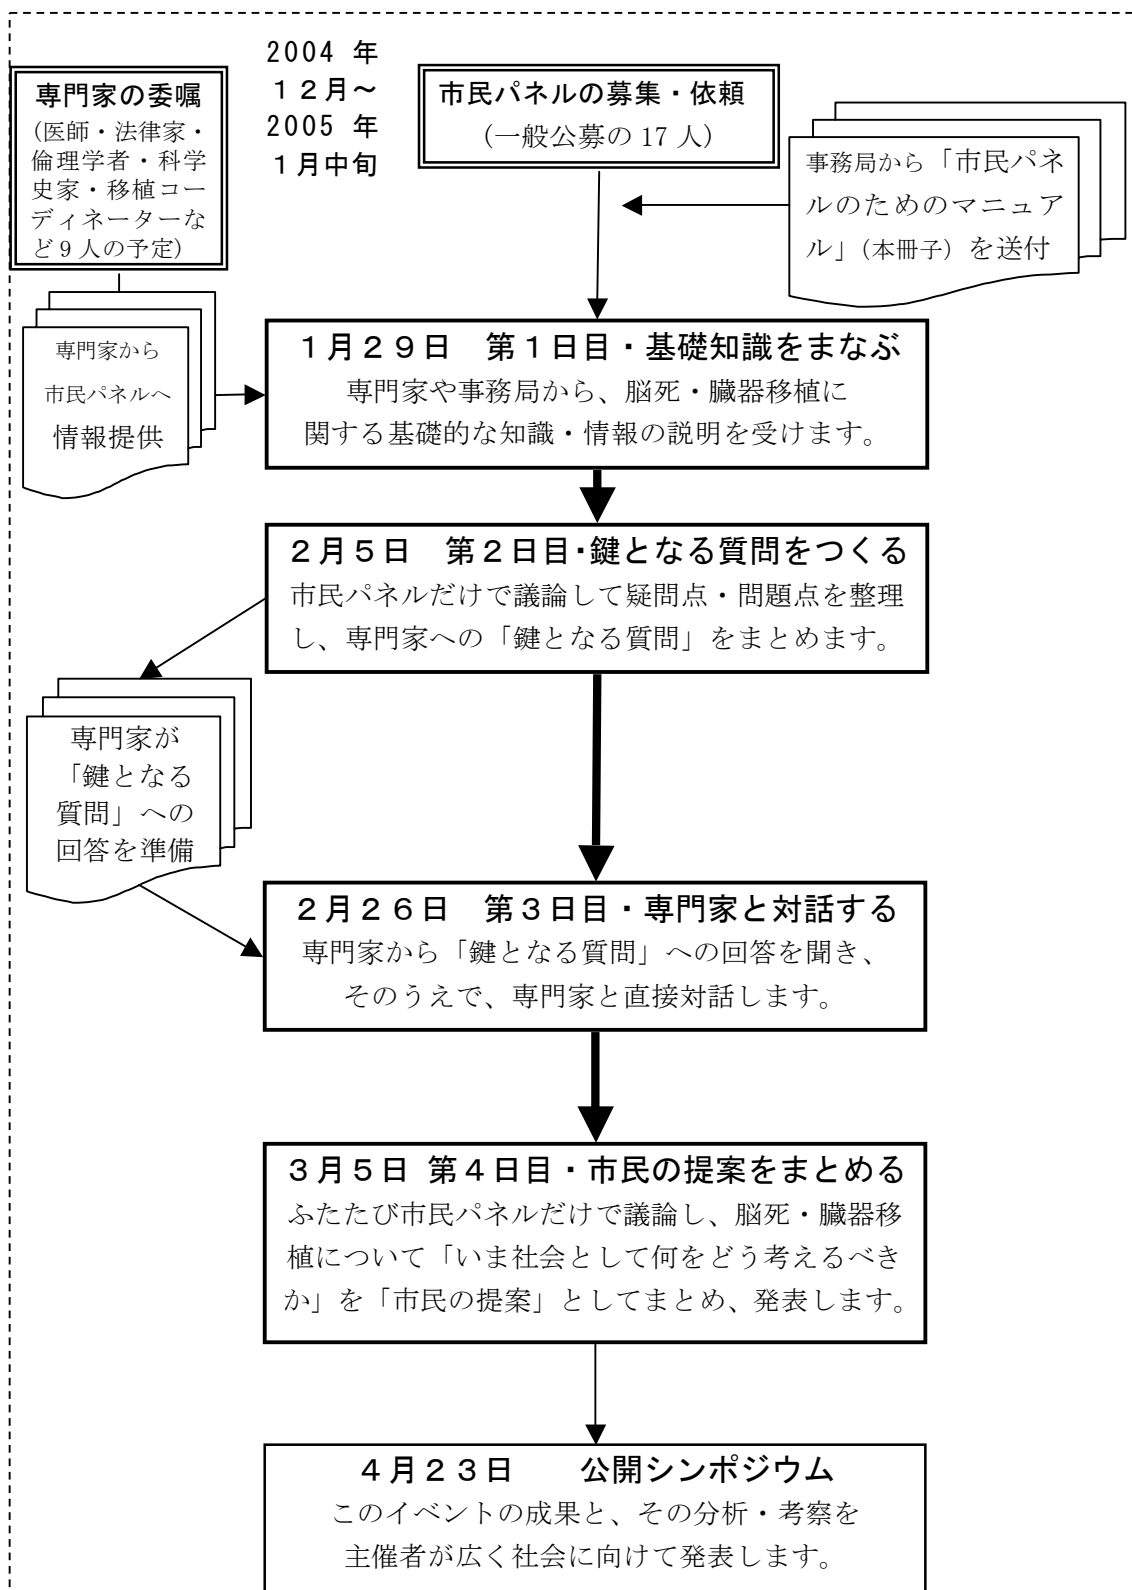 専門家の委嘱
(医師・法律家・
倫理学者・科学
史家・移植コー
ディネーターな
ど9人の予定)
2004 年
12月～
2005 年
1月中旬
市民パネルの募集・依頼
(一般公募の 17 人)
事務局から「市民パネ
ルのためのマニュア
ル」(本冊子) を送付
専門家から
市民パネルへ
情報提供
1月29日　第1日目・基礎知識をまなぶ
専門家や事務局から、脳死・臓器移植に
関する基礎的な知識・情報の説明を受けます。
2月5日　第2日目・鍵となる質問をつくる
市民パネルだけで議論して疑問点・問題点を整理
し、専門家への「鍵となる質問」をまとめます。
専門家が
「鍵となる
質問」への
回答を準備
2月26日　第3日目・専門家と対話する
専門家から「鍵となる質問」への回答を聞き、
そのうえで、専門家と直接対話します。
3月5日 第4日目・市民の提案をまとめる
ふたたび市民パネルだけで議論し、脳死・臓器移
植について「いま社会として何をどう考えるべき
か」を「市民の提案」としてまとめ、発表します。
4月23日　公開シンポジウム
このイベントの成果と、その分析・考察を
主催者が広く社会に向けて発表します。